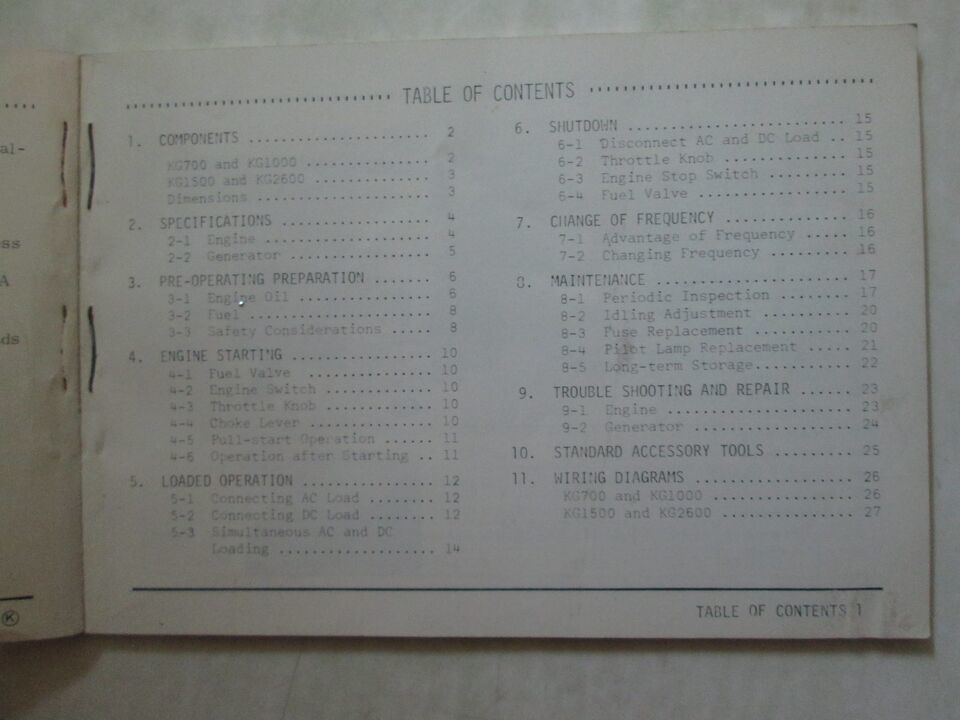 al-
ess
A
ds
K
TABLE OF CONTENTS
1. COMPONENTS .................... 2
KG700 and KG1000 ............... 2
KG1500 and KG2600 .............. 3
Dimensions ..................... 3
2. SPECIFICATIONS ................ 4
2-1 Engine .................... 4
2-2 Generator ................. 5
3. PRE-OPERATING PREPARATION ....... 6
3-1 Engine Oil ................ 6
3-2 Fuel ...................... 8
3-3 Safety Considerations ..... 8
4. ENGINE STARTING ................. 10
4-1 Fuel Valve ............... 10
4-2 Engine Switch ............ 10
4-3 Throttle Knob ............ 10
4-4 Choke Lever .............. 10
4-5 Pull-start Operation ...... 11
4-6 Operation after Starting .. 11
5. LOADED OPERATION ................ 12
5-1 Connecting AC Load ........ 12
5-2 Connecting DC Load ........ 12
5-3 Simultaneous AC and DC
Loading ................... 14
6. SHUTDOWN ........................ 15
6-1 Disconnect AC and DC Load .. 15
6-2 Throttle Knob ............. 15
6-3 Engine Stop Switch ........ 15
6-4 Fuel Valve ................ 15
7. CHANGE OF FREQUENCY ............. 16
7-1 Advantage of Frequency ..... 16
7-2 Changing Frequency ........ 16
8. MAINTENANCE ..................... 17
8-1 Periodic Inspection ....... 17
8-2 Idling Adjustment ......... 20
8-3 Fuse Replacement .......... 20
8-4 Pilot Lamp Replacement ..... 21
8-5 Long-term Storage.......... 22
9. TROUBLE SHOOTING AND REPAIR ...... 23
9-1 Engine .................... 23
9-2 Generator ................. 24
10. STANDARD ACCESSORY TOOLS ......... 25
11. WIRING DIAGRAMS ................. 26
KG700 and KG1000 ............... 26
KG1500 and KG2600 .............. 27
TABLE OF CONTENTS 1